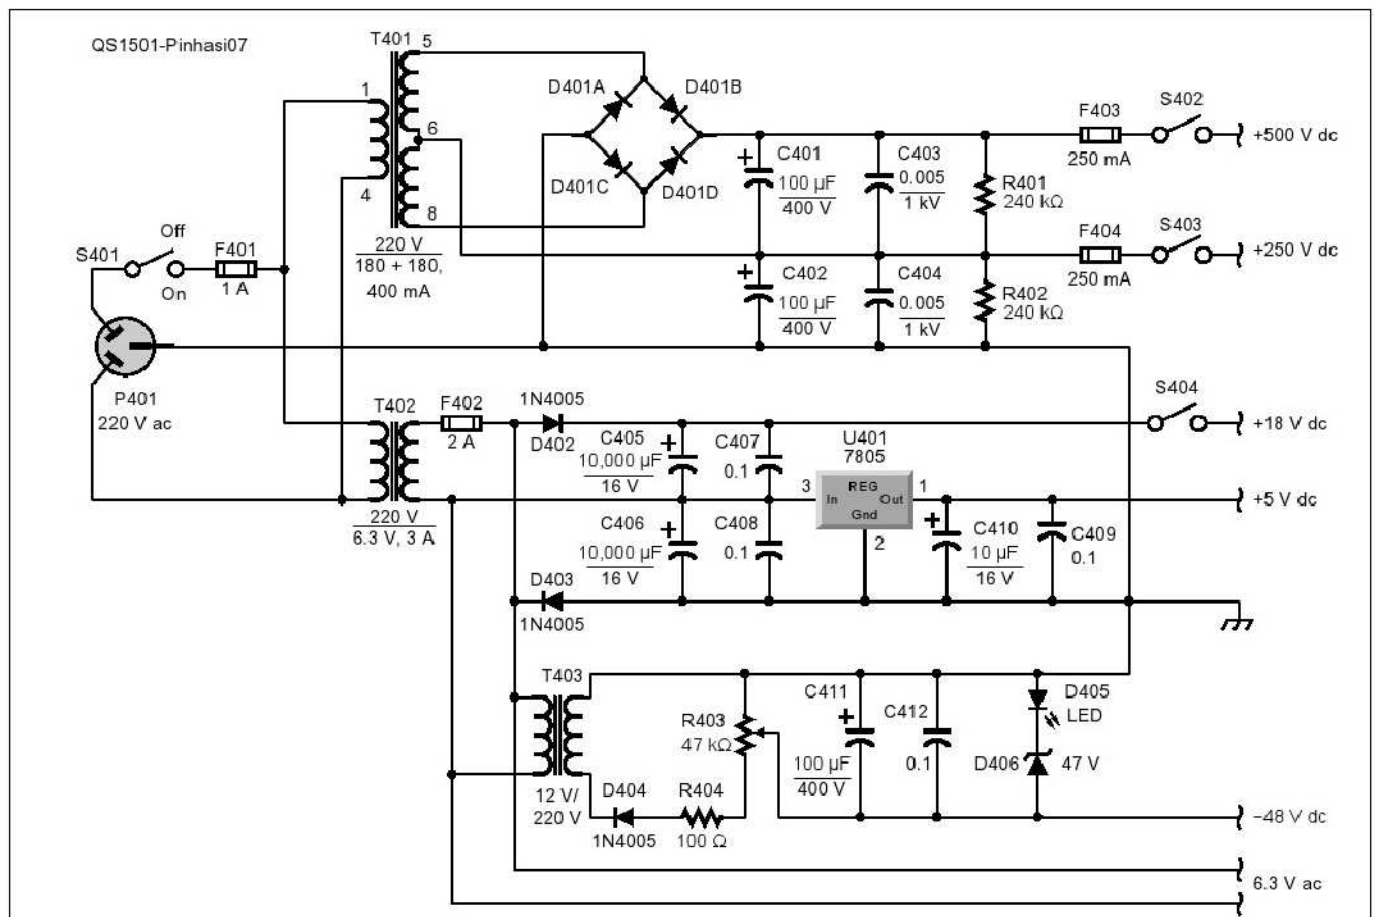 QS1501-Pinhasi07
T401
5
1
6
4
8
220 V
180 + 180,
400 mA
D401A
D401B
D401C
D401D
C401
100 µF
400 V
C403
0.005
1 kV
R401
240 kΩ
F403
250 mA
S402
+500 V dc
C402
100 µF
400 V
C404
0.005
1 kV
R402
240 kΩ
F404
250 mA
S403
+250 V dc
S401
Off
On
F401
1 A
P401
220 V ac
T402
220 V
6.3 V, 3 A
F402
2 A
1N4005
D402
C405
10,000 µF
16 V
C407
0.1
S404
+18 V dc
U401
7805
3
REG
In
Out
Gnd
1
2
+5 V dc
C406
10,000 µF
16 V
C408
0.1
C410
10 µF
16 V
C409
0.1
D403
1N4005
T403
12 V/
220 V
D404
1N4005
R404
100 Ω
R403
47 kΩ
C411
100 µF
400 V
C412
0.1
D405
LED
D406
47 V
–48 V dc
6.3 V ac